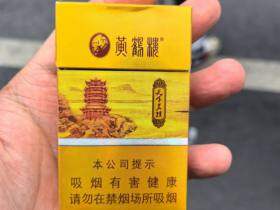 黃鶴樓
天下名楼
本公司提示
吸烟有害健康
请勿在禁烟场所吸烟